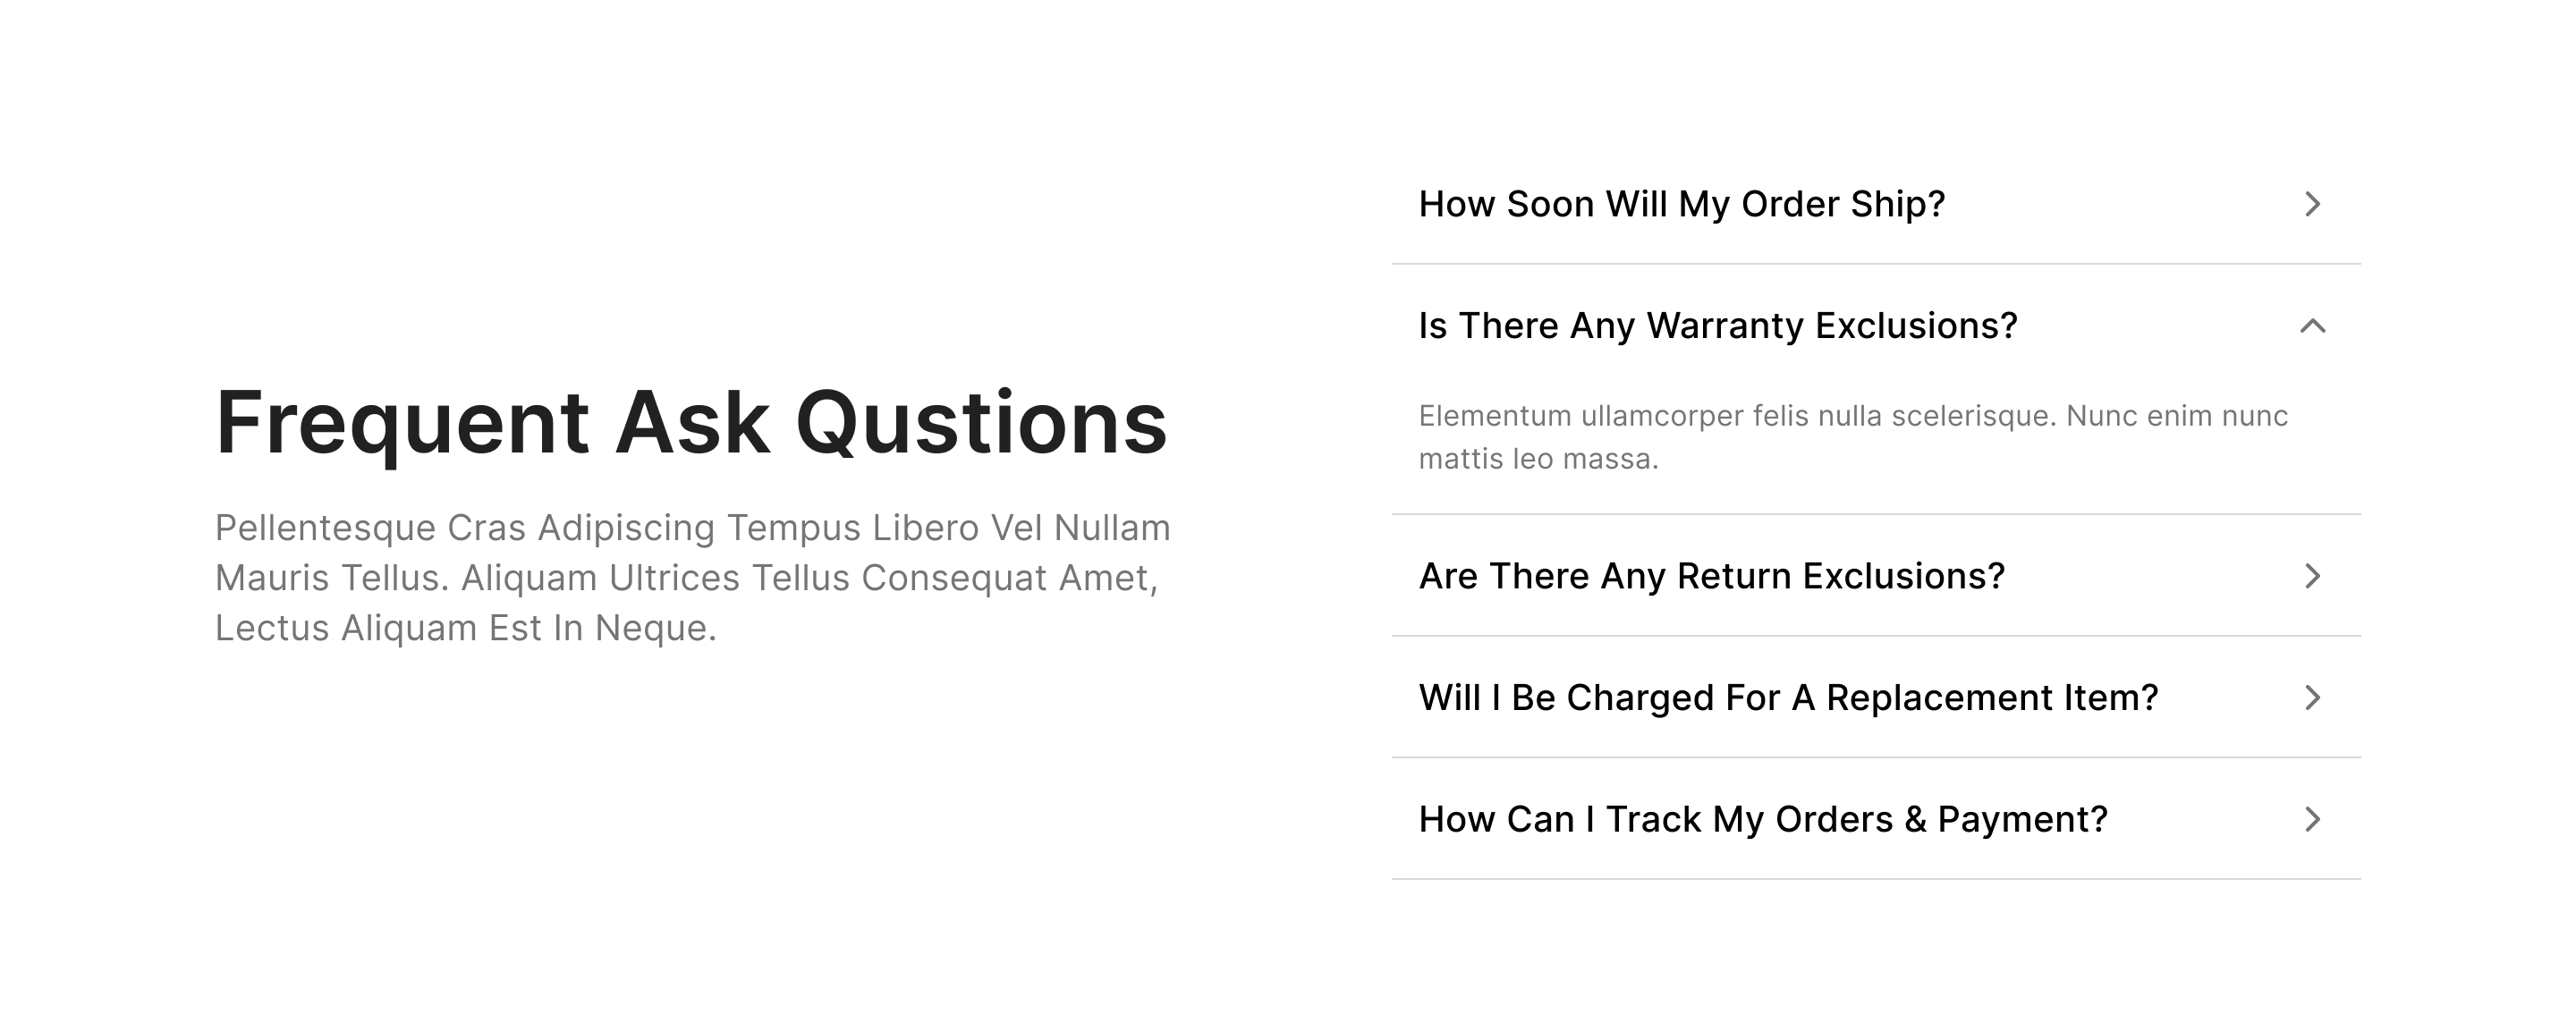 Frequent Ask Qustions
Pellentesque Cras Adipiscing Tempus Libero Vel Nullam
Mauris Tellus. Aliquam Ultrices Tellus Consequat Amet,
Lectus Aliquam Est In Neque.
How Soon Will My Order Ship?
Is There Any Warranty Exclusions?
Elementum ullamcorper felis nulla scelerisque. Nunc enim nunc
mattis leo massa.
Are There Any Return Exclusions?
Will I Be Charged For A Replacement Item?
How Can I Track My Orders & Payment?